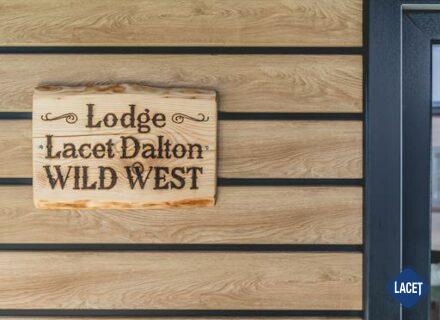 Lodge
Lacet Dalton
WILD WEST
LACET